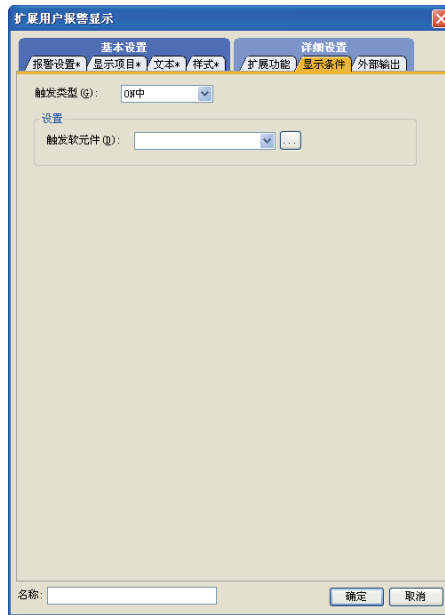 扩展用户报警显示
基本设置 详细设置
报警设置* 显示项目* 文本* 样式* 扩展功能 显示条件 外部输出
触发类型(G): ON中
设置
触发软元件(D): ...
名称: 确定 取消